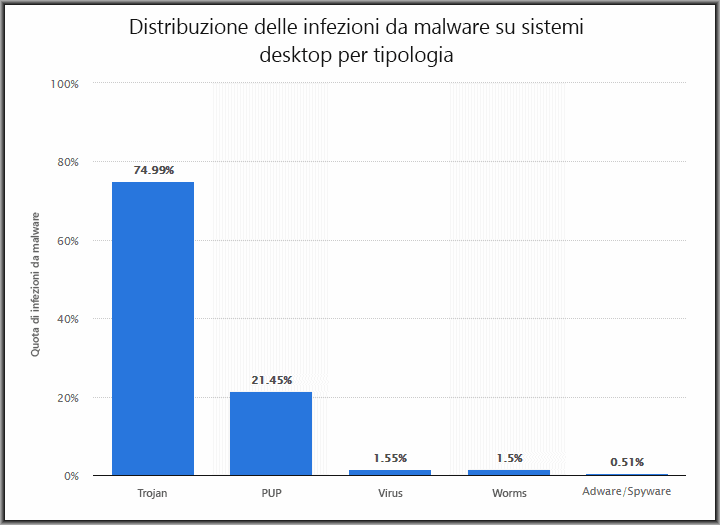 Distribuzione delle infezioni da malware su sistemi
desktop per tipologia
Quota di infezioni da malware
100%
80%
60%
40%
20%
0%
74.99%
21.45%
1.55%
1.5%
0.51%
Trojan
PUP
Virus
Worms
Adware/Spyware